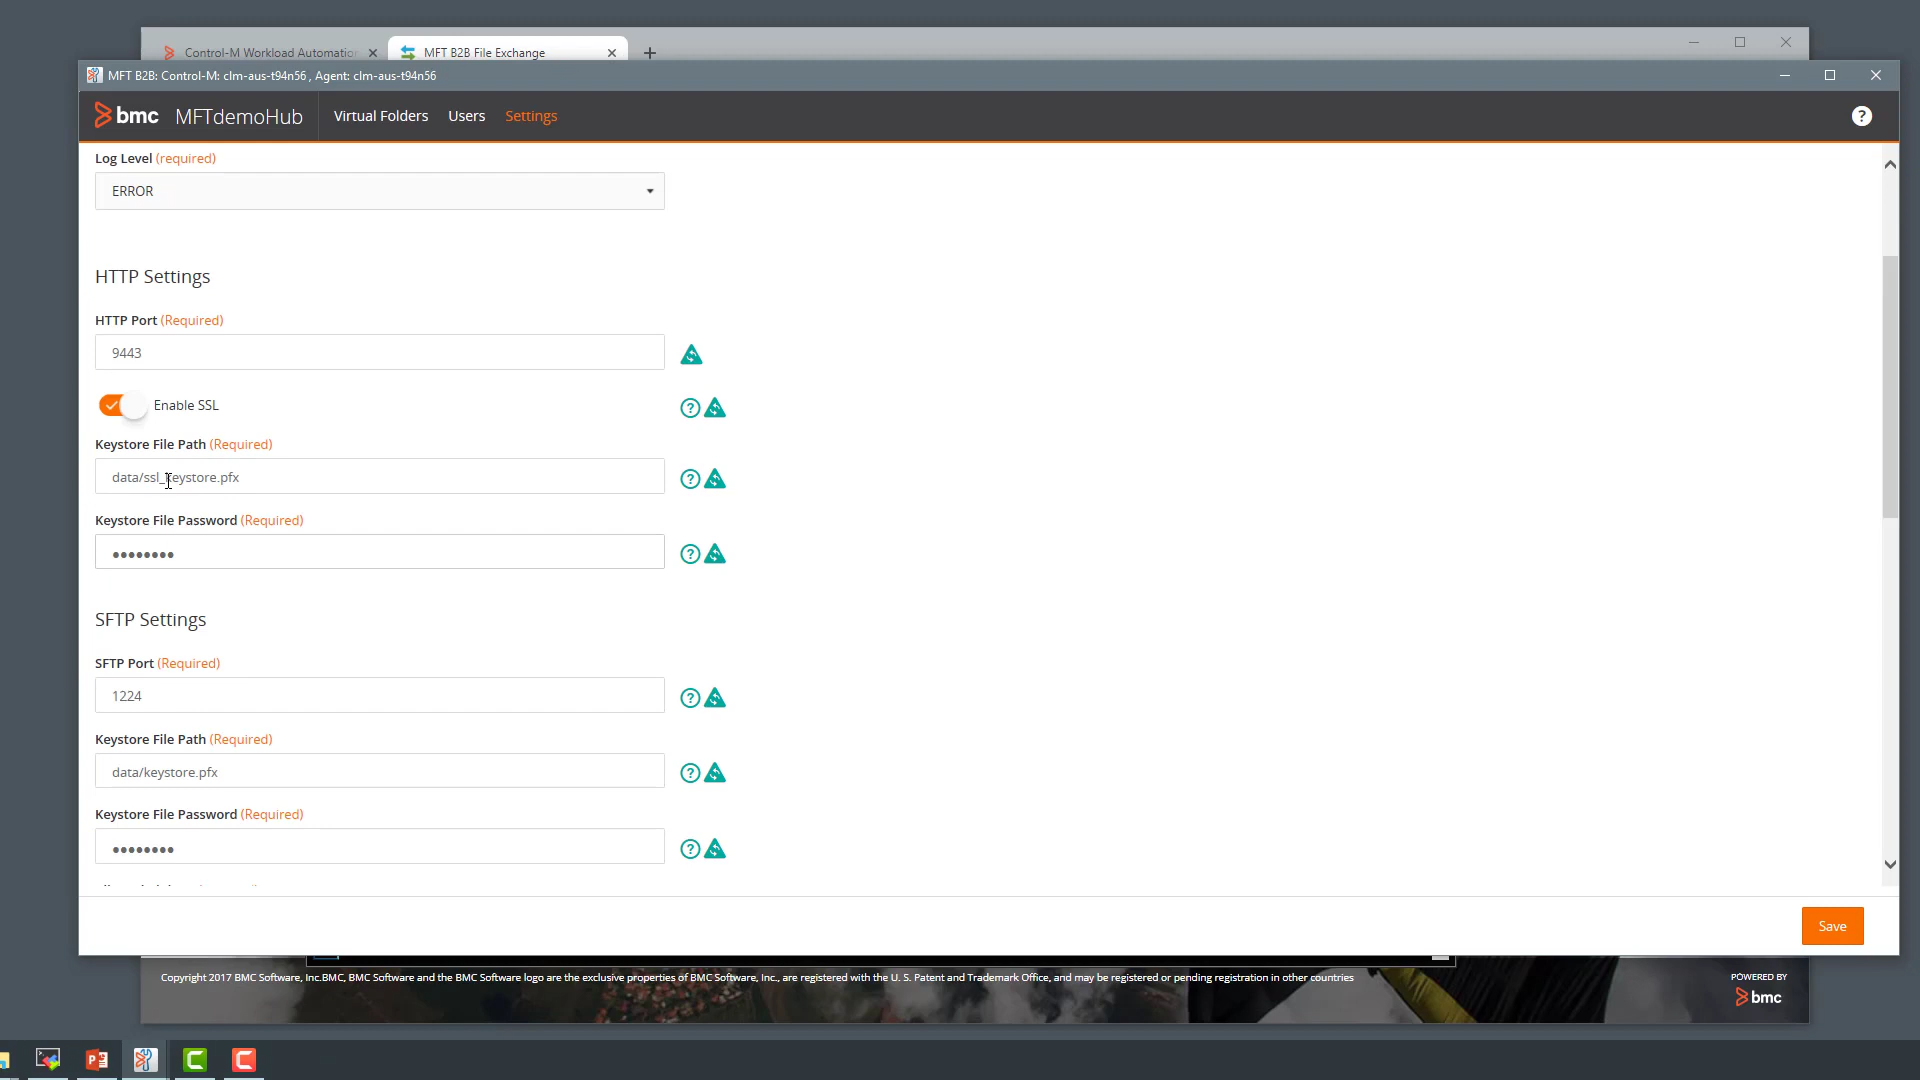 Control-M Workload Automation
MFT B2B File Exchange
MFT B2B: Control-M: clm-aus-t94n56 , Agent: clm-aus-t94n56
bmc
MFTdemoHub
Virtual Folders
Users
Settings
?
Log Level (required)
ERROR
HTTP Settings
HTTP Port (Required)
9443
Enable SSL
?
Keystore File Path (Required)
data/ssl_keystore.pfx
?
Keystore File Password (Required)
••••••••
?
SFTP Settings
SFTP Port (Required)
1224
?
Keystore File Path (Required)
data/keystore.pfx
?
Keystore File Password (Required)
••••••••
?
Save
Copyright 2017 BMC Software, Inc.BMC, BMC Software and the BMC Software logo are the exclusive properties of BMC Software, Inc., are registered with the U. S. Patent and Trademark Office, and may be registered or pending registration in other countries
POWERED BY
bmc